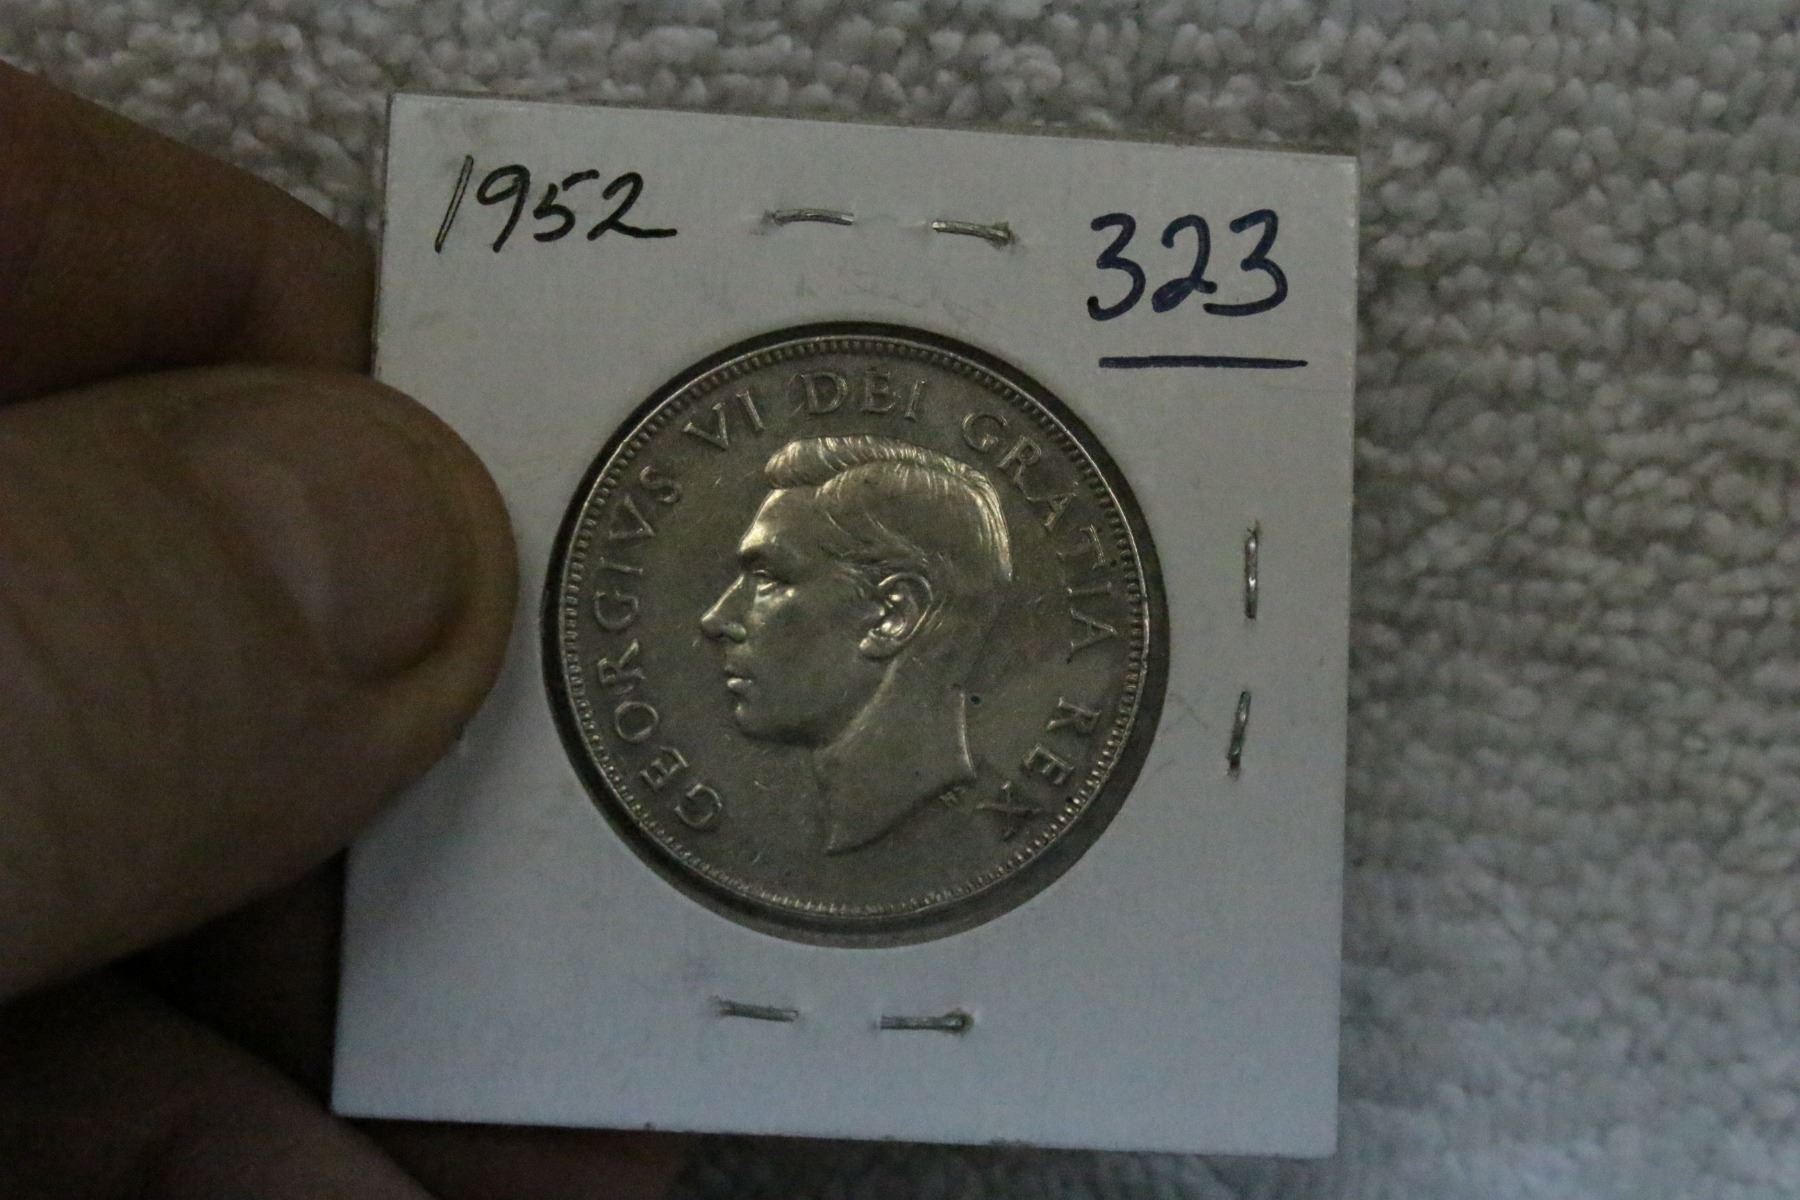 1952
323
GEORGIVS VI DEI GRATIA REX